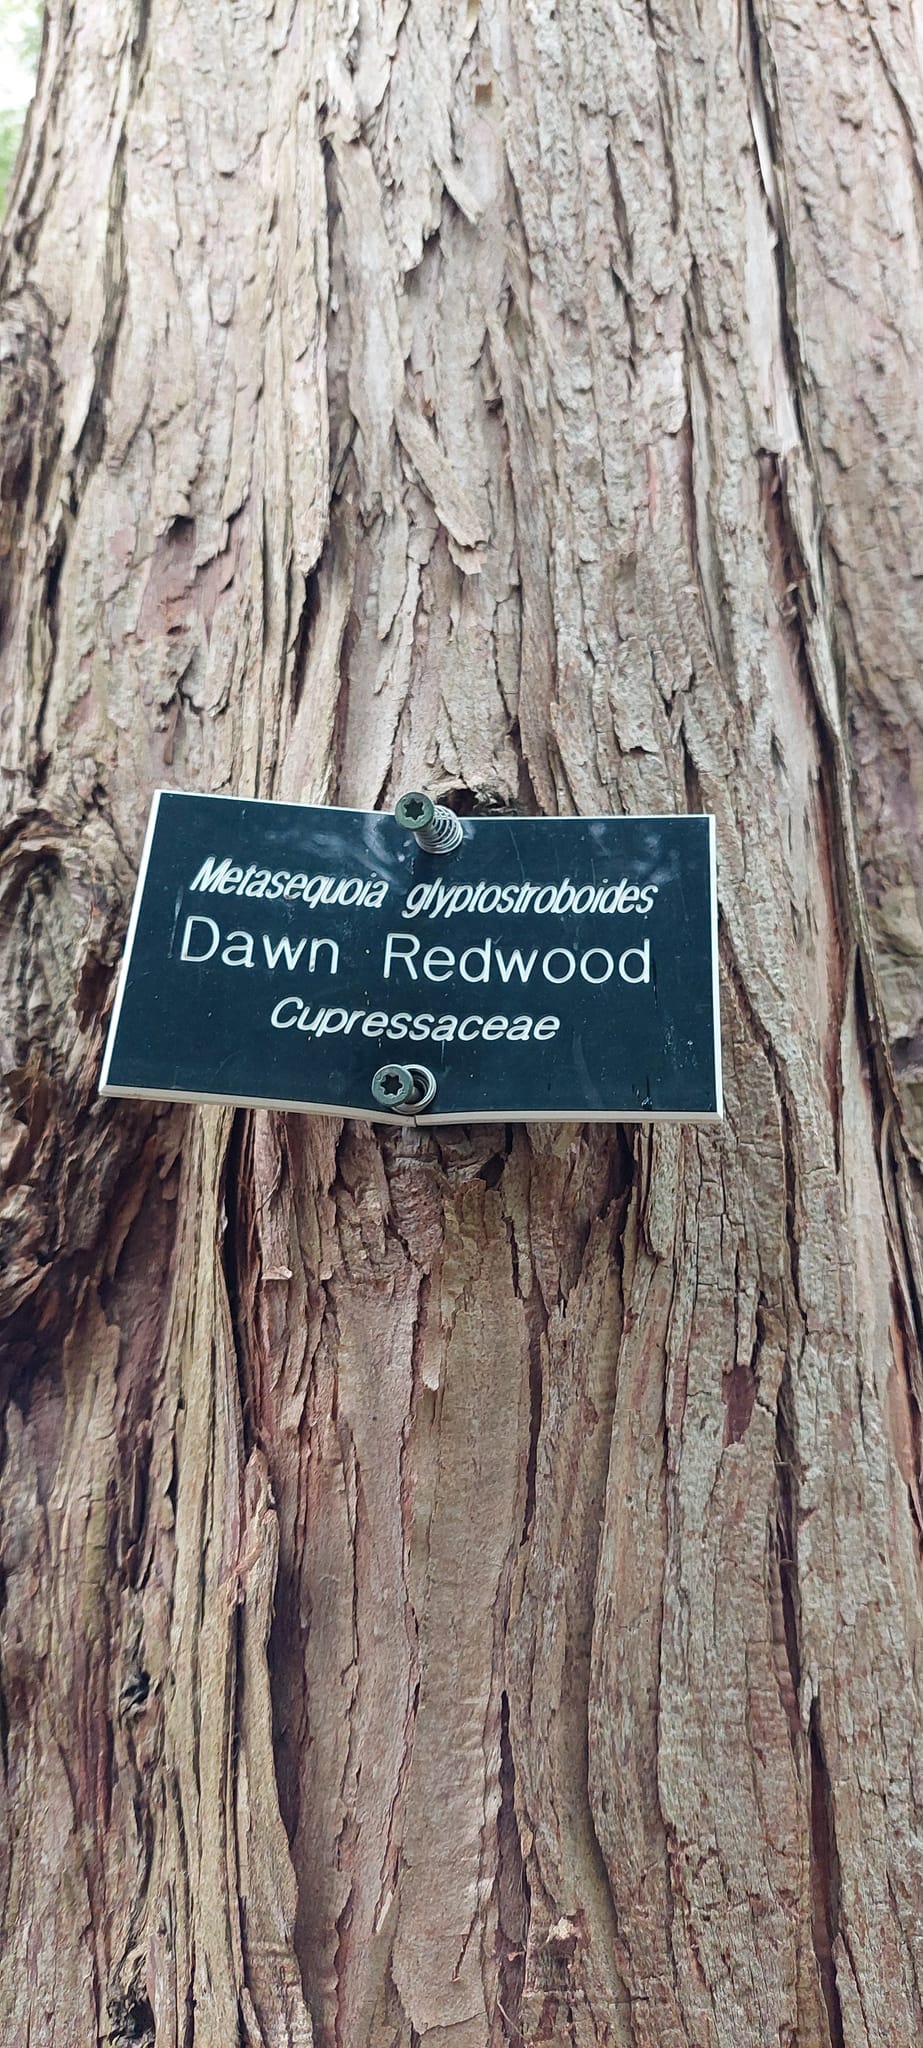 Metasequoia glyptostroboides
Dawn Redwood
Cupressaceae